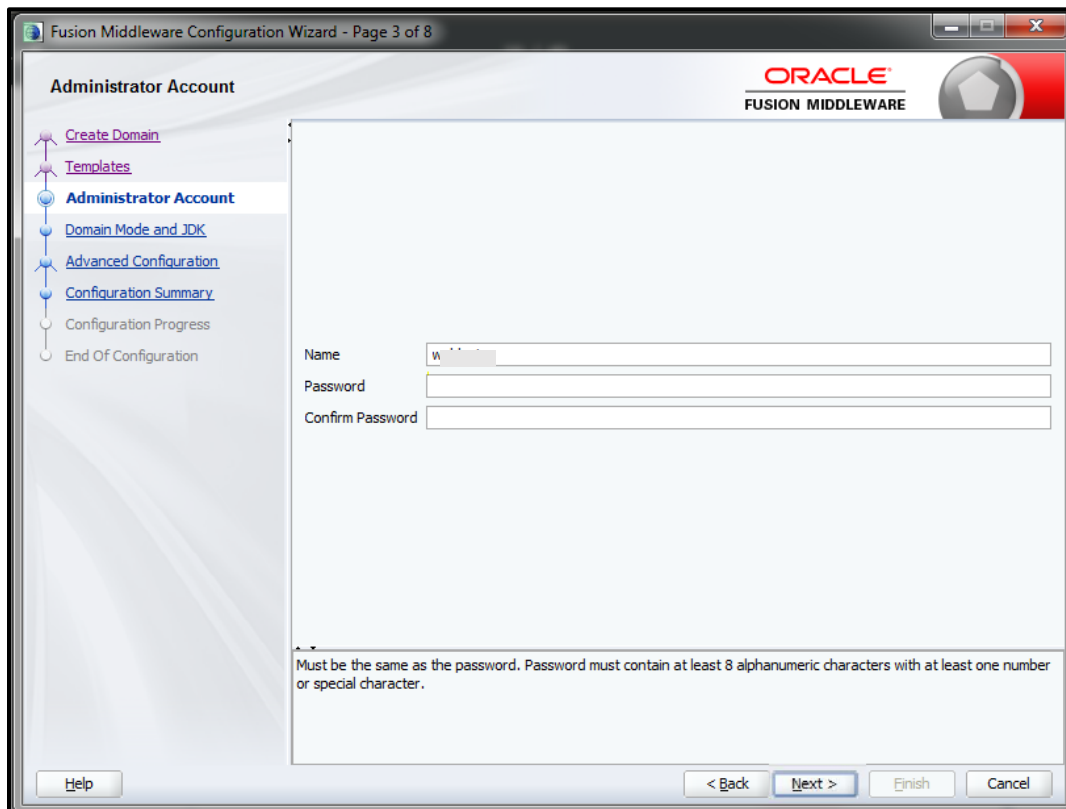 Fusion Middleware Configuration Wizard - Page 3 of 8
Administrator Account
ORACLE
FUSION MIDDLEWARE
Create Domain
Templates
Administrator Account
Domain Mode and JDK
Advanced Configuration
Configuration Summary
Configuration Progress
End Of Configuration
Name
Password
Confirm Password
Must be the same as the password. Password must contain at least 8 alphanumeric characters with at least one number
or special character.
Help
< Back
Next >
Finish
Cancel